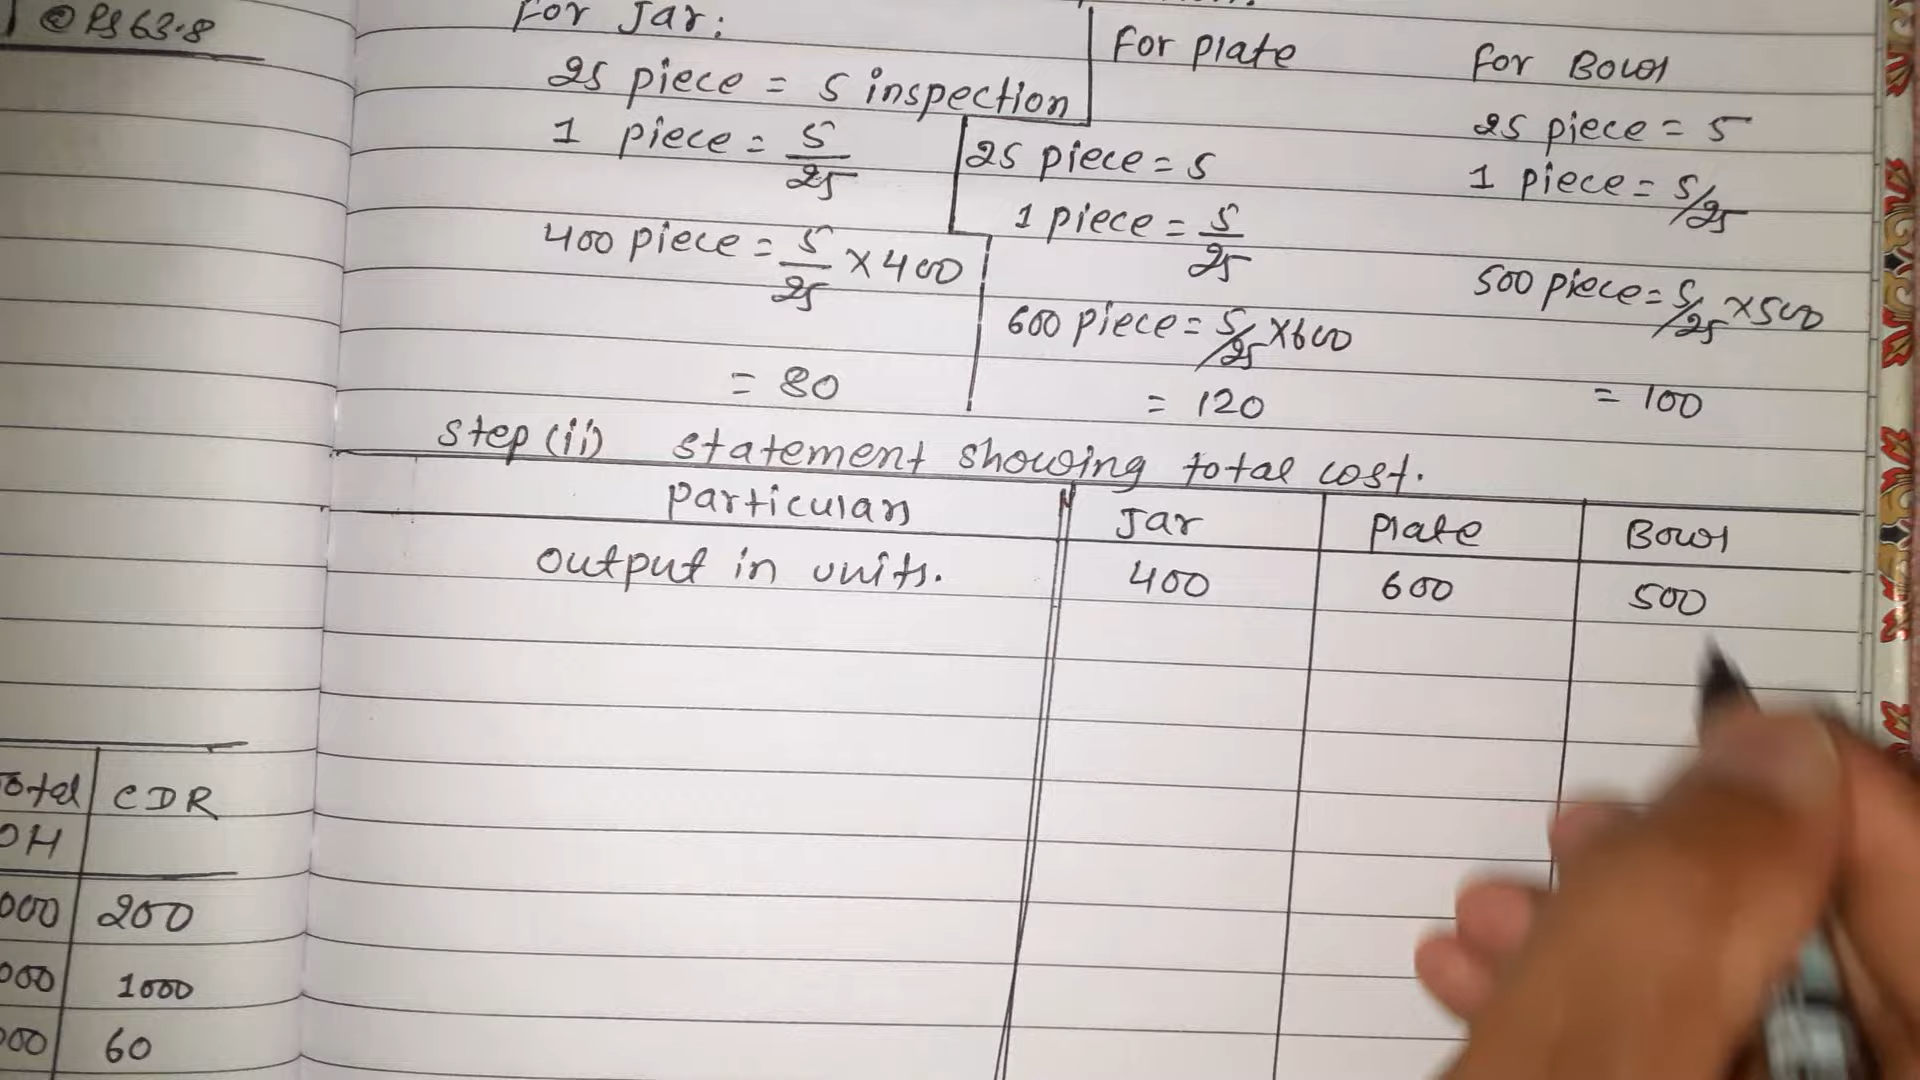 @ Rs 63.8
For Jar:
25 piece = 5 inspection
1 piece = 5/25
400 piece = 5/25 × 400
= 80
For plate
25 piece = 5
1 piece = 5/25
600 piece = 5/25 × 600
= 120
For Bowl
25 piece = 5
1 piece = 5/25
500 piece = 5/25 × 500
= 100
Step (ii) statement showing total cost.
particulars Jar Plate Bowl
output in units. 400 600 500
CDR
OH
000 200
000 1000
000 60